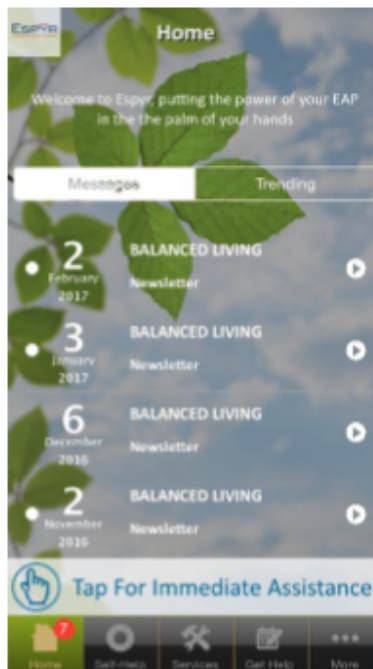 ESPYR
Home
Welcome to Espyr, putting the power of your EAP
in the the palm of your hands
Messages
Trending
2
February
2017
BALANCED LIVING
Newsletter
3
January
2017
BALANCED LIVING
Newsletter
6
December
2016
BALANCED LIVING
Newsletter
2
November
2016
BALANCED LIVING
Newsletter
Tap For Immediate Assistance
7
Home
Self-Help
Services
Get Help
More